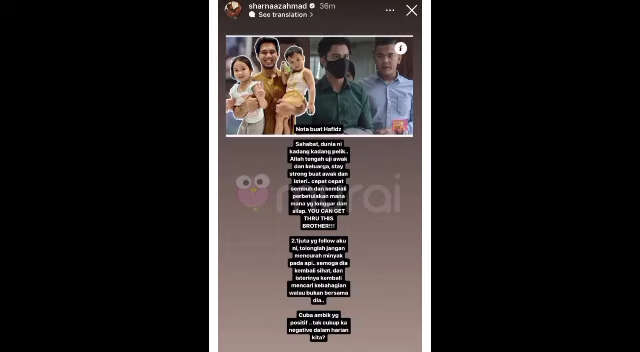 sharnaazahmad 36m
See translation >
Nota buat Hafidz
Sahabat, dunia ni
kadang kadang pelik..
Allah tengah uji awak
dan keluarga, stay
strong buat awak dan
isteri.. cepat cepat
sembuh dan kembali
perbetulakan mana
mana yg longgar dan
silap. YOU CAN GET
THRU THIS
BROTHER!!!
2.1juta yg follow aku
ni, tolonglah jangan
mencurah minyak
pada api.. semoga dia
kembali sihat, dan
isterinya kembali
mencari kebahgian
walau bukan bersama
dia..
Cuba ambik yg
positif .. tak cukup ka
negative dalam harian
kita?